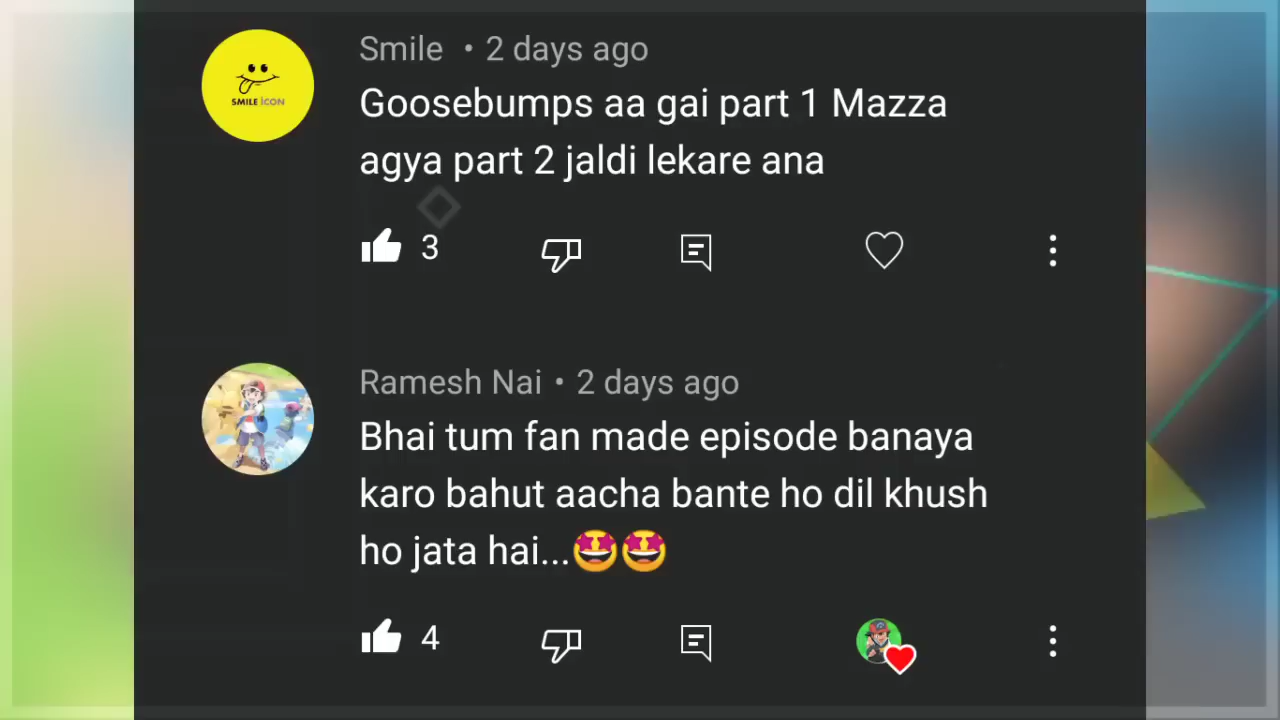 Smile • 2 days ago
SMILE iCON
Goosebumps aa gai part 1 Mazza
agya part 2 jaldi lekare ana
3
Ramesh Nai • 2 days ago
Bhai tum fan made episode banaya
karo bahut aacha bante ho dil khush
ho jata hai...🤩🤩
4